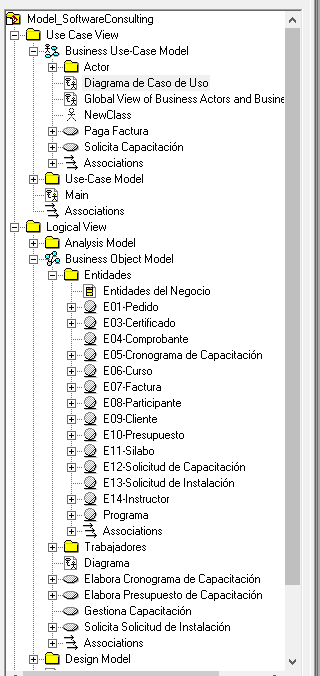 Model_SoftwareConsulting
Use Case View
Business Use-Case Model
Actor
Diagrama de Caso de Uso
Global View of Business Actors and Busine
NewClass
Paga Factura
Solicita Capacitación
Associations
Use-Case Model
Main
Associations
Logical View
Analysis Model
Business Object Model
Entidades
Entidades del Negocio
E01-Pedido
E03-Certificado
E04-Comprobante
E05-Cronograma de Capacitación
E06-Curso
E07-Factura
E08-Participante
E09-Cliente
E10-Presupuesto
E11-Silabo
E12-Solicitud de Capacitación
E13-Solicitud de Instalación
E14-Instructor
Programa
Associations
Trabajadores
Diagrama
Elabora Cronograma de Capacitación
Elabora Presupuesto de Capacitación
Gestiona Capacitación
Solicita Solicitud de Instalación
Associations
Design Model